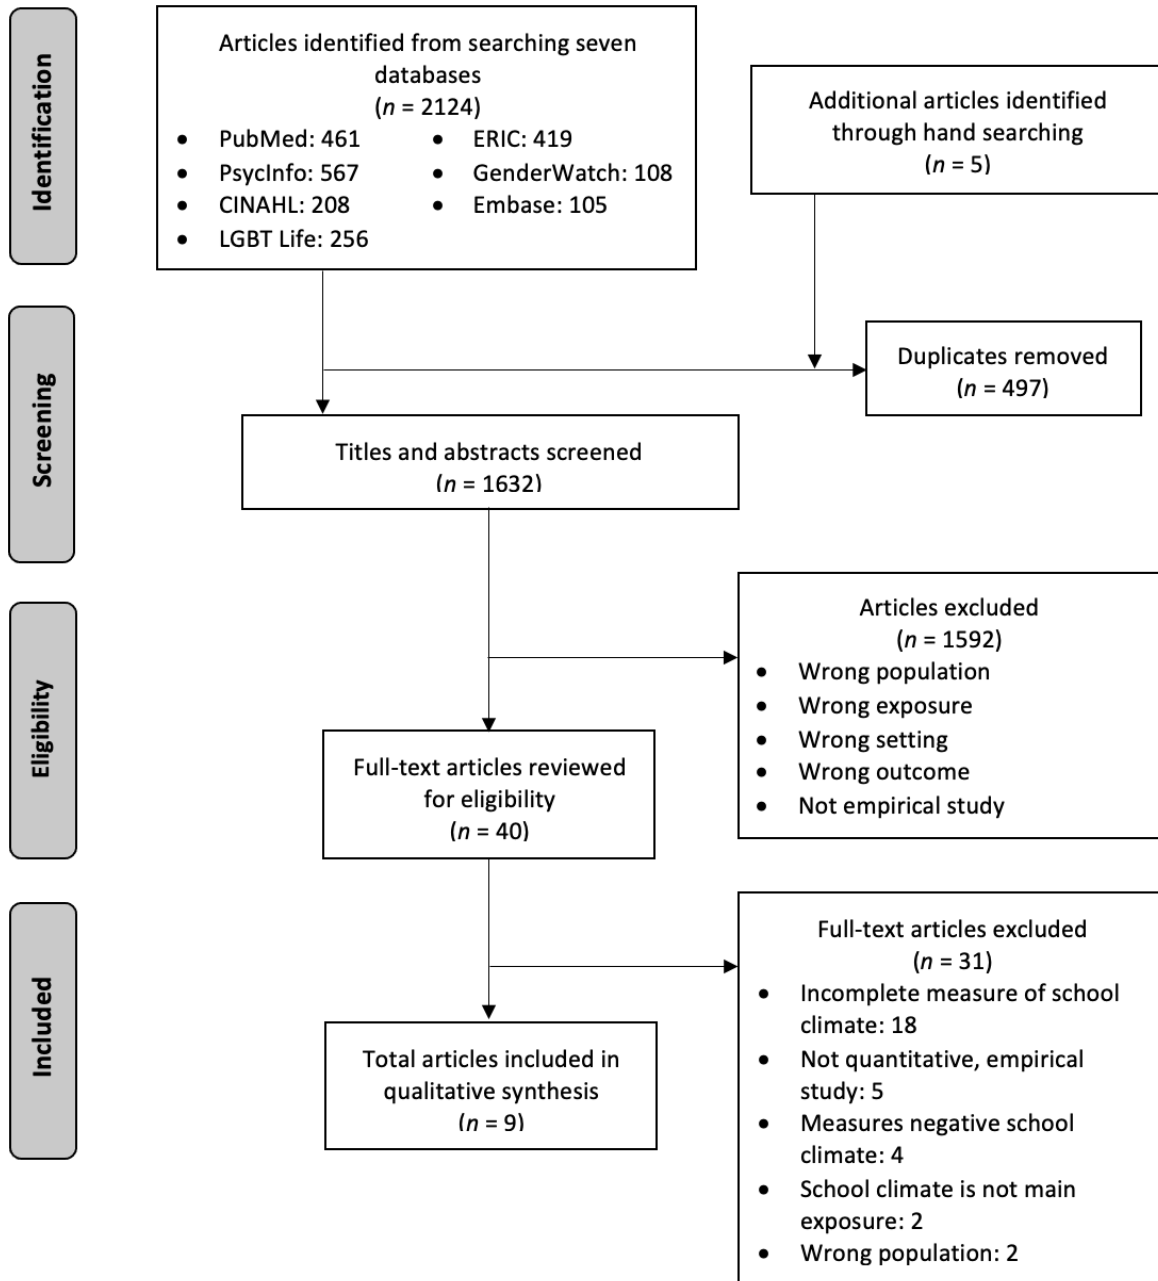 Identification
Articles identified from searching seven
databases
(n = 2124)
• PubMed: 461
• PsycInfo: 567
• CINAHL: 208
• LGBT Life: 256
• ERIC: 419
• GenderWatch: 108
• Embase: 105
Additional articles identified
through hand searching
(n = 5)
Screening
Duplicates removed
(n = 497)
Titles and abstracts screened
(n = 1632)
Eligibility
Articles excluded
(n = 1592)
• Wrong population
• Wrong exposure
• Wrong setting
• Wrong outcome
• Not empirical study
Full-text articles reviewed
for eligibility
(n = 40)
Included
Full-text articles excluded
(n = 31)
• Incomplete measure of school
climate: 18
• Not quantitative, empirical
study: 5
• Measures negative school
climate: 4
• School climate is not main
exposure: 2
• Wrong population: 2
Total articles included in
qualitative synthesis
(n = 9)